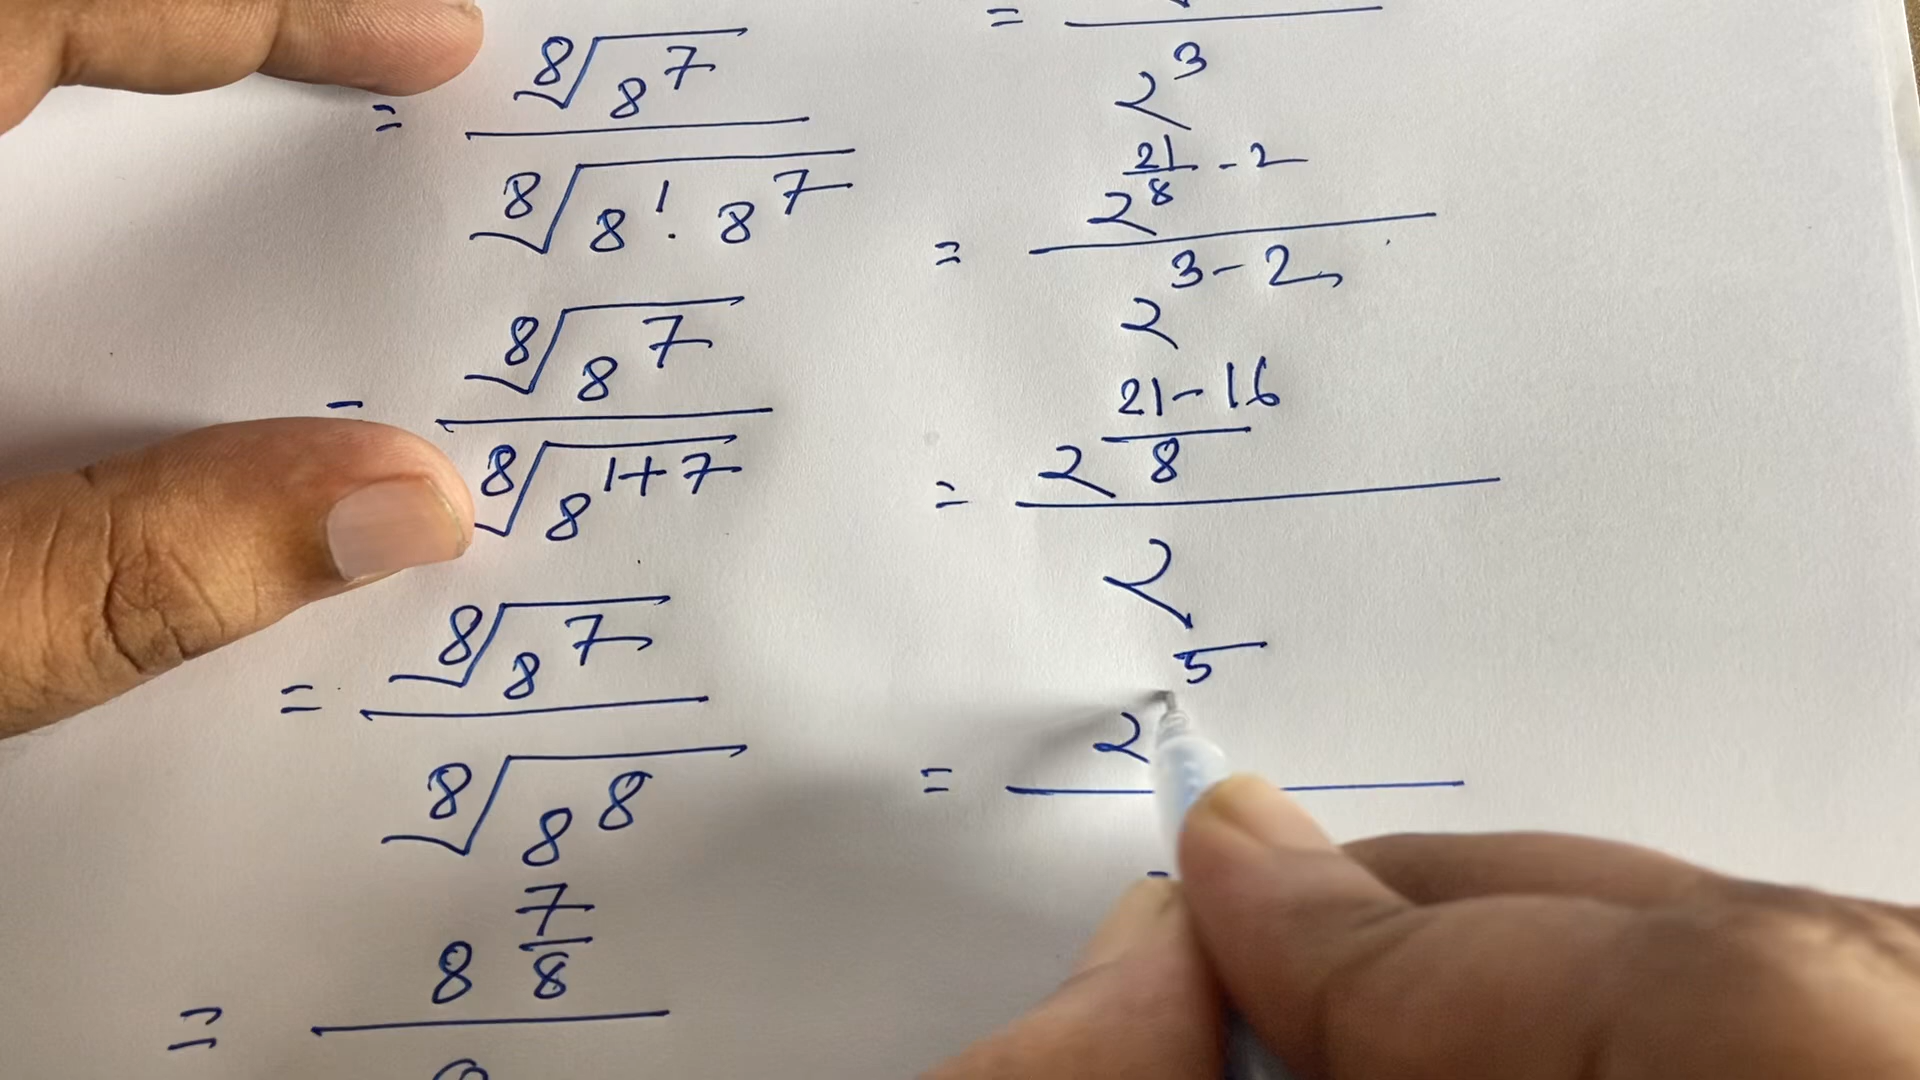 = ⁸√8⁷ / ⁸√(8¹·8⁷)
- ⁸√8⁷ / ⁸√8¹⁺⁷
= ⁸√8⁷ / ⁸√8⁸
= 8^(7/8)
= / 2³
= 2^(21/8 - 2) / 2^(3-2)
= 2^((21-16)/8) / 2
= 2^5